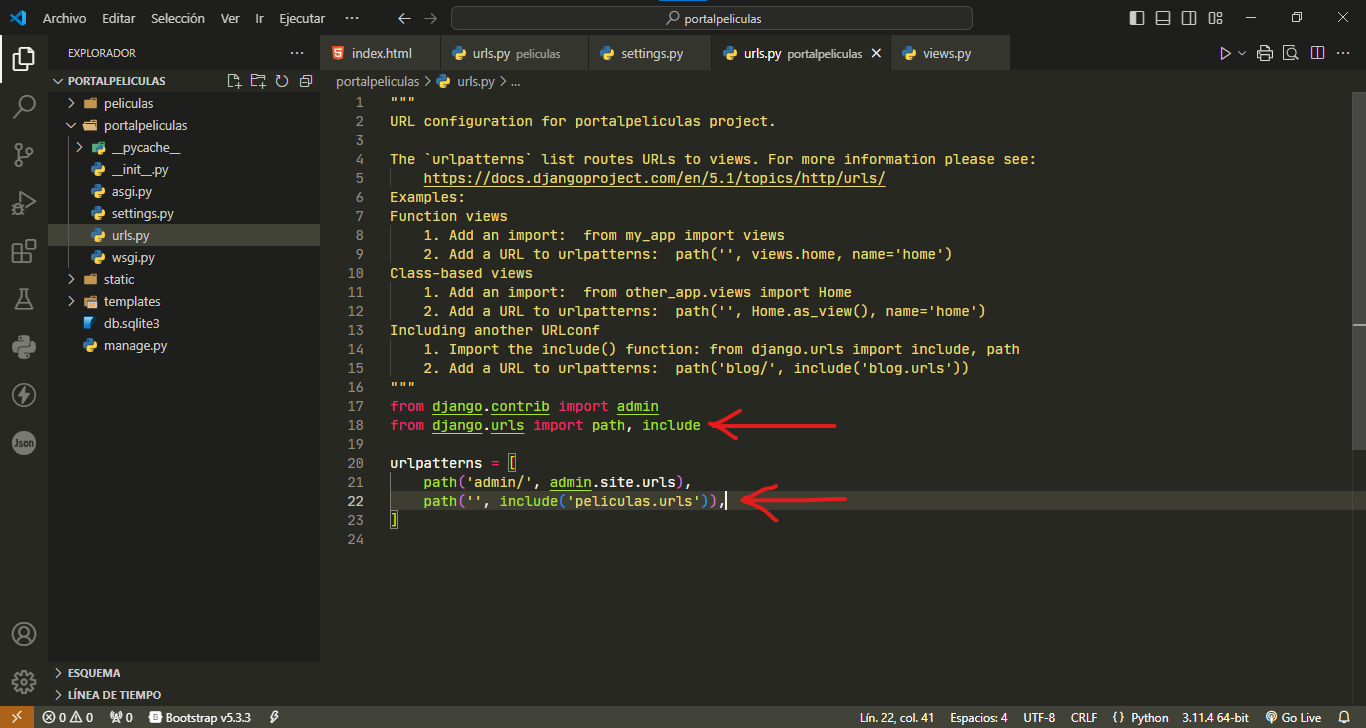 Archivo Editar Selección Ver Ir Ejecutar ··· portalpeliculas
EXPLORADOR ···
PORTALPELICULAS
peliculas
portalpeliculas
__pycache__
__init__.py
asgi.py
settings.py
urls.py
wsgi.py
static
templates
db.sqlite3
manage.py
ESQUEMA
LÍNEA DE TIEMPO
Json
index.html urls.py peliculas settings.py urls.py portalpeliculas views.py ···
portalpeliculas > urls.py > ...
1 """
2 URL configuration for portalpeliculas project.
3
4 The `urlpatterns` list routes URLs to views. For more information please see:
5 https://docs.djangoproject.com/en/5.1/topics/http/urls/
6 Examples:
7 Function views
8 1. Add an import:  from my_app import views
9 2. Add a URL to urlpatterns:  path('', views.home, name='home')
10 Class-based views
11 1. Add an import:  from other_app.views import Home
12 2. Add a URL to urlpatterns:  path('', Home.as_view(), name='home')
13 Including another URLconf
14 1. Import the include() function: from django.urls import include, path
15 2. Add a URL to urlpatterns:  path('blog/', include('blog.urls'))
16 """
17 from django.contrib import admin
18 from django.urls import path, include
19
20 urlpatterns = [
21 path('admin/', admin.site.urls),
22 path('', include('peliculas.urls')),
23 ]
24
0 0 0 B Bootstrap v5.3.3 Lín. 22, col. 41 Espacios: 4 UTF-8 CRLF {} Python 3.11.4 64-bit Go Live